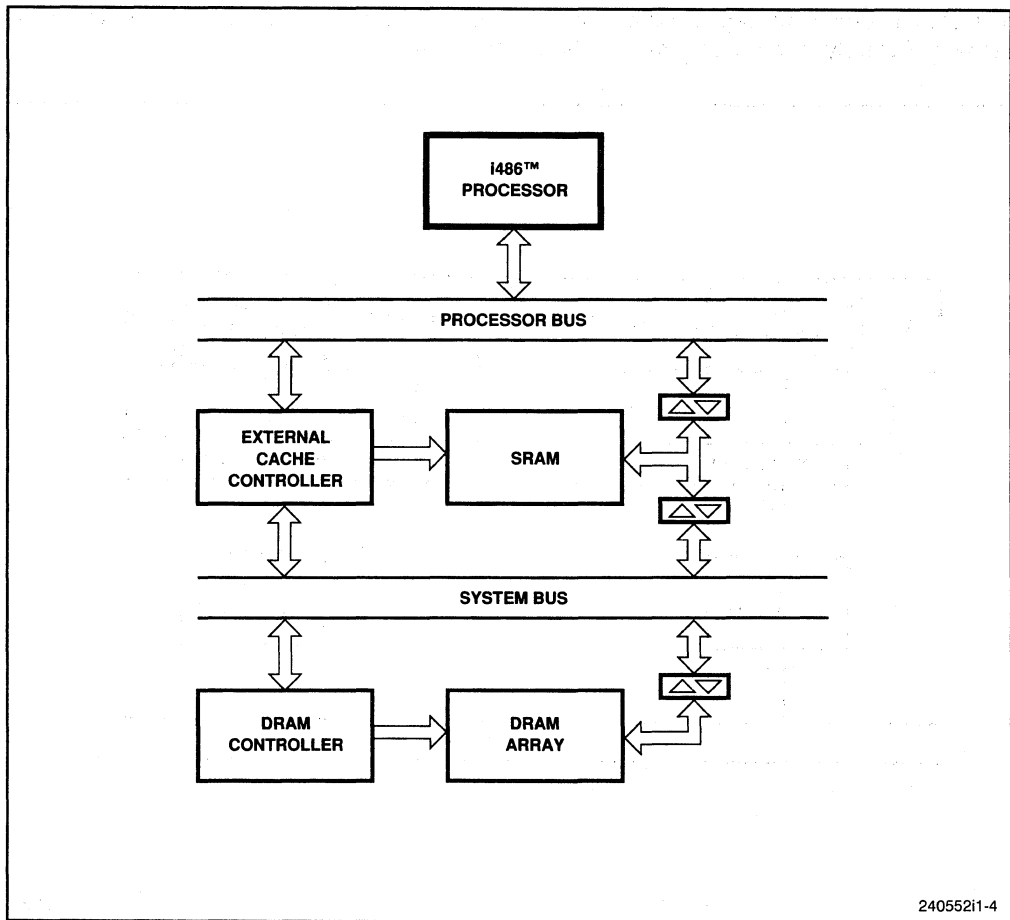 i486™
PROCESSOR
PROCESSOR BUS
EXTERNAL
CACHE
CONTROLLER
SRAM
SYSTEM BUS
DRAM
CONTROLLER
DRAM
ARRAY
240552i1-4